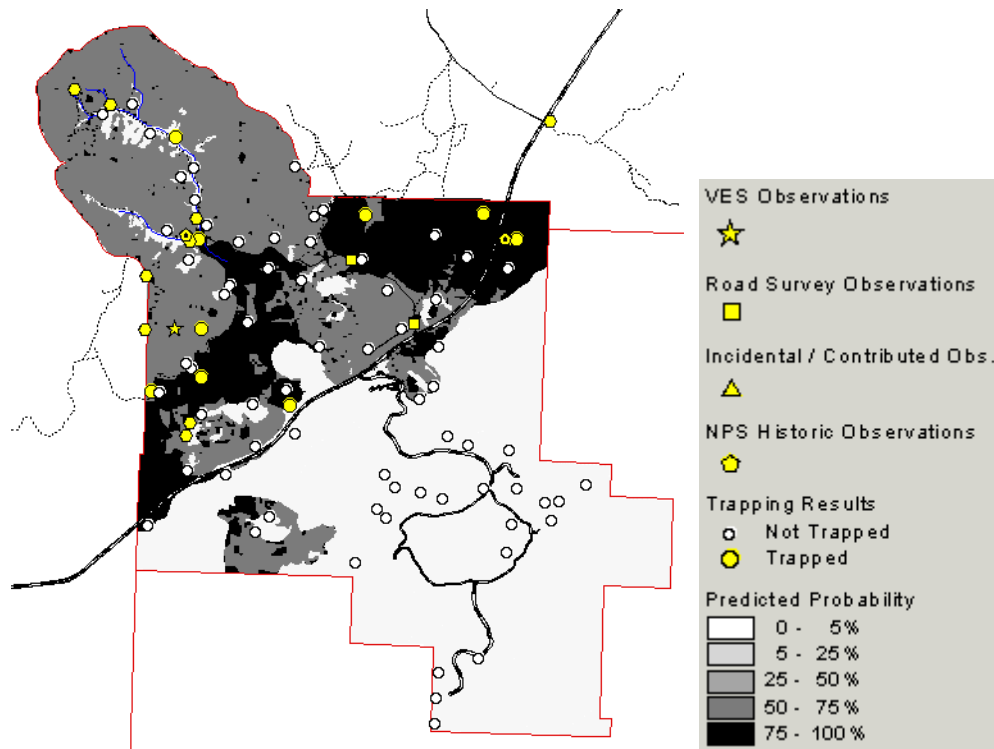 VES Observations
Road Survey Observations
Incidental / Contributed Obs.
NPS Historic Observations
Trapping Results
Not Trapped
Trapped
Predicted Probability
0 - 5%
5 - 25%
25 - 50%
50 - 75%
75 - 100%